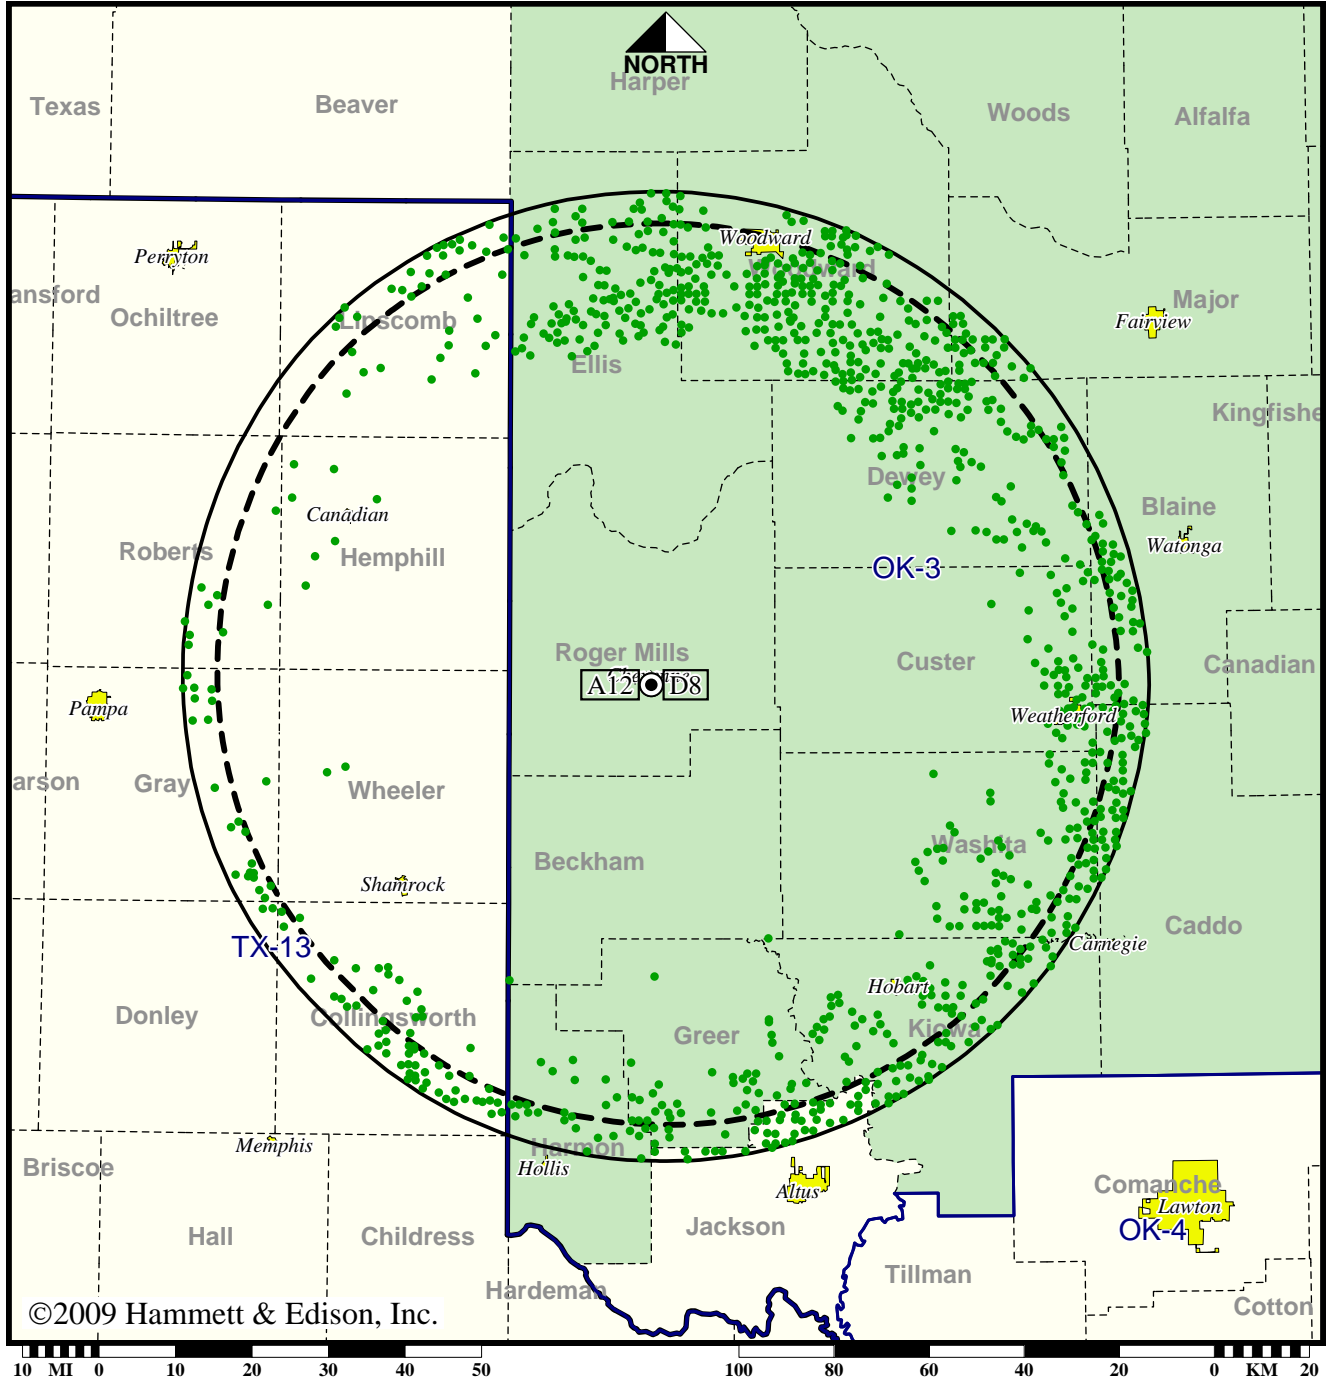 NORTH
Harper
Texas
Beaver
Woods
Alfalfa
Perryton
Woodward
Woodward
ansford
Ochiltree
Lipscomb
Major
Fairview
Ellis
Kingfishe
Dewey
Canadian
Blaine
Roberts
Hemphill
Watonga
OK-3
Roger Mills
Custer
Canadian
A12
D8
Pampa
Weatherford
arson
Gray
Wheeler
Washita
Beckham
Shamrock
Caddo
TX-13
Carnegie
Hobart
Donley
Collingsworth
Greer
Kiowa
Memphis
Harmon
Briscoe
Hollis
Altus
Comanche
Lawton
Hall
Childress
Jackson
OK-4
Tillman
Hardeman
Cotton
©2009 Hammett & Edison, Inc.
10 MI 0 10 20 30 40 50
100 80 60 40 20 0 KM 20